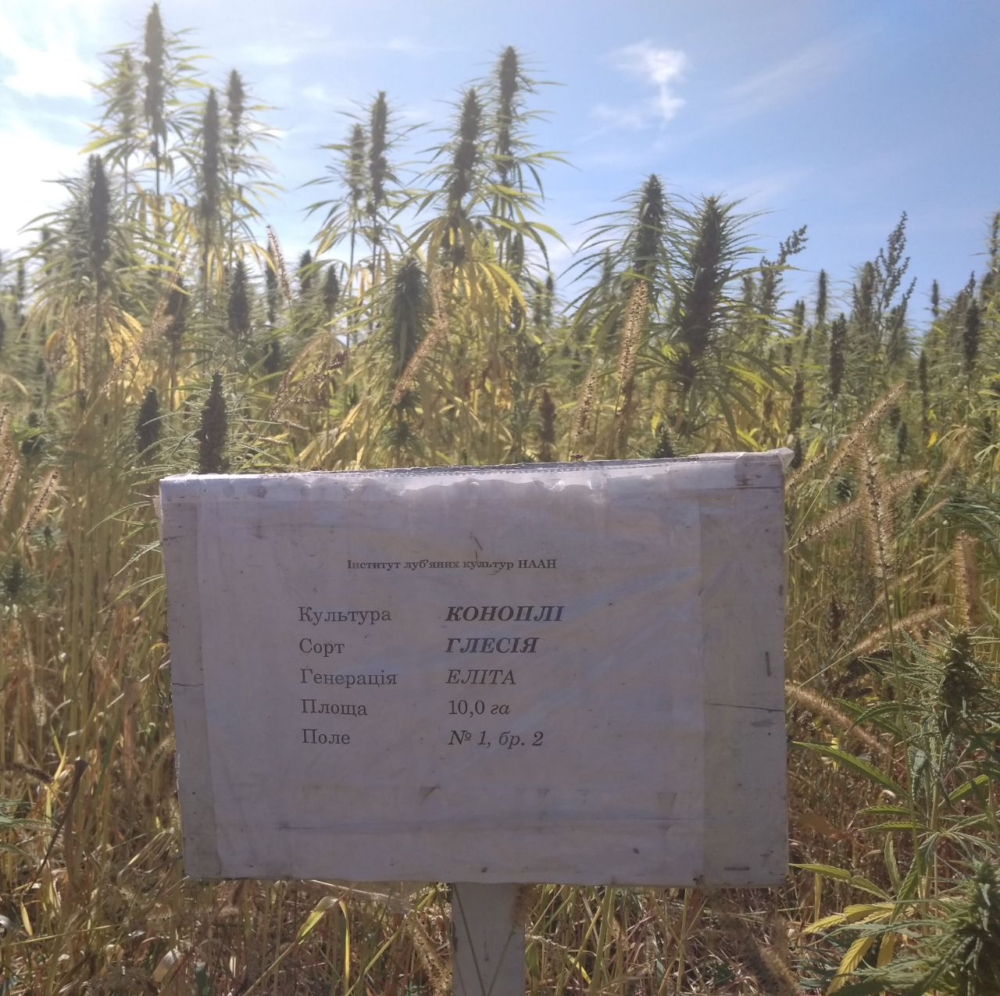 Інститут луб'яних культур НААН
Культура КОНОПЛІ
Сорт ГЛЕСІЯ
Генерація ЕЛІТА
Площа 10,0 га
Поле № 1, бр. 2